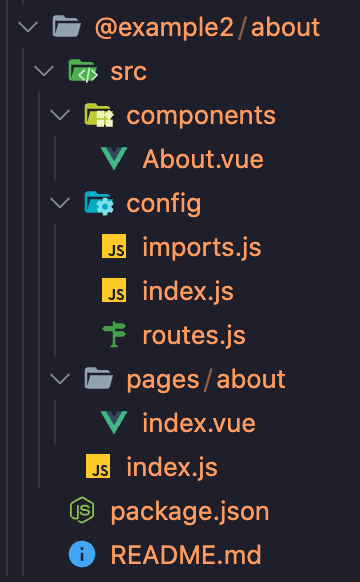 @example2/about
src
components
About.vue
config
JS imports.js
JS index.js
routes.js
pages/about
index.vue
JS index.js
JS package.json
i README.md